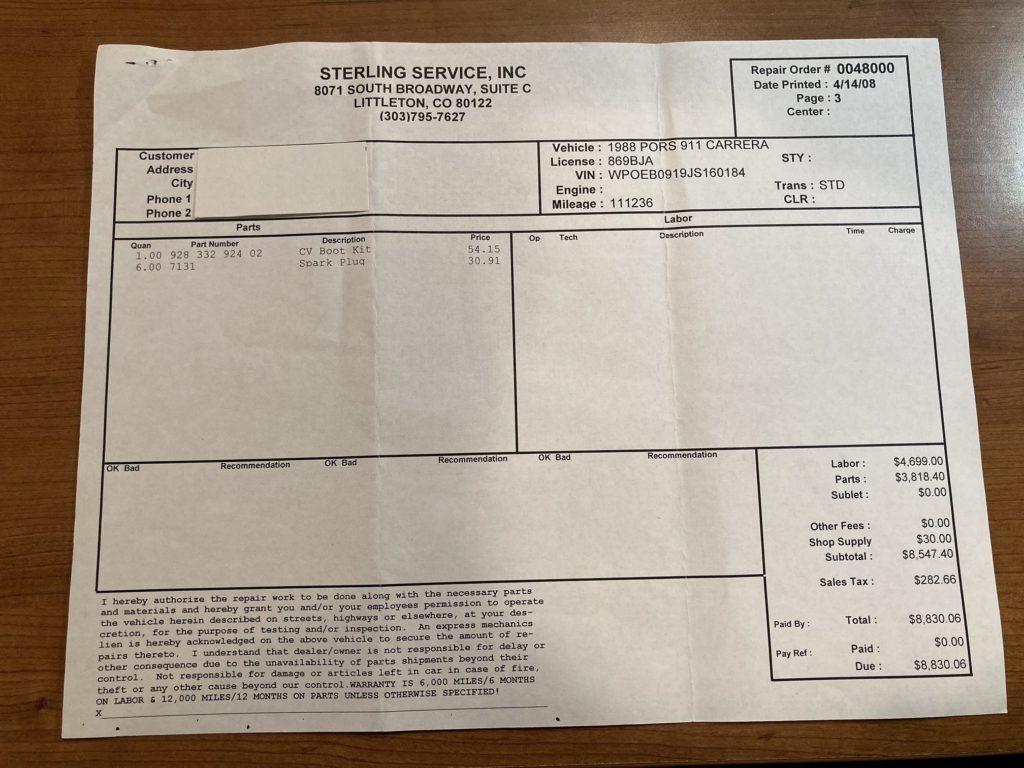 STERLING SERVICE, INC
8071 SOUTH BROADWAY, SUITE C
LITTLETON, CO 80122
(303)795-7627
Repair Order # 0048000
Date Printed : 4/14/08
Page : 3
Center :
Customer
Address
City
Phone 1
Phone 2
Vehicle : 1988 PORS 911 CARRERA
License : 869BJA STY :
VIN : WPOEB0919JS160184
Engine : Trans : STD
Mileage : 111236 CLR :
Parts
Labor
Quan Part Number Description Price
Op Tech Description Time Charge
1.00 928 332 924 02 CV Boot Kit 54.15
6.00 7131 Spark Plug 30.91
OK Bad Recommendation OK Bad Recommendation OK Bad Recommendation
Labor : $4,699.00
Parts : $3,818.40
Sublet : $0.00
Other Fees : $0.00
Shop Supply $30.00
Subtotal : $8,547.40
Sales Tax : $282.66
Paid By : Total : $8,830.06
Pay Ref : Paid : $0.00
Due : $8,830.06
I hereby authorize the repair work to be done along with the necessary parts
and materials and hereby grant you and/or your employees permission to operate
the vehicle herein described on streets, highways or elsewhere, at your des-
cretion, for the purpose of testing and/or inspection. An express mechanics
lien is hereby acknowledged on the above vehicle to secure the amount of re-
pairs thereto. I understand that dealer/owner is not responsible for delay or
other consequence due to the unavailability of parts shipments beyond their
control. Not responsible for damage or articles left in car in case of fire,
theft or any other cause beyond our control.WARRANTY IS 6,000 MILES/6 MONTHS
ON LABOR & 12,000 MILES/12 MONTHS ON PARTS UNLESS OTHERWISE SPECIFIED!
X